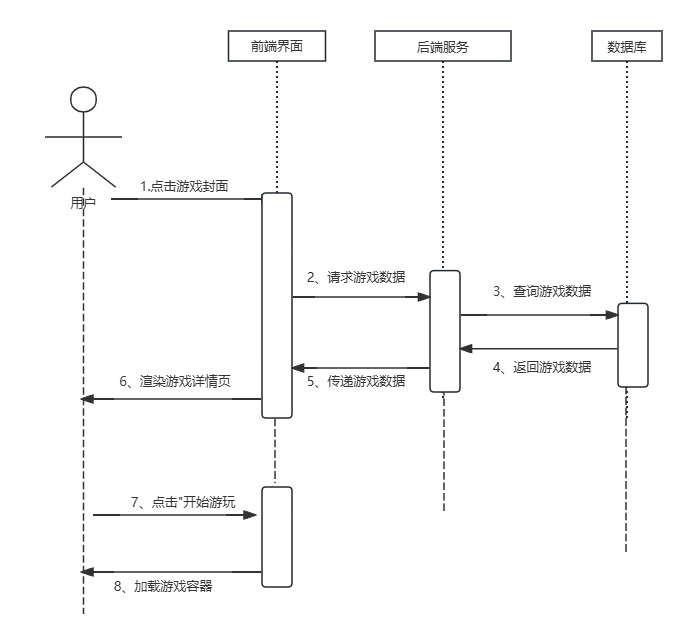 前端界面
后端服务
数据库
用户
1.点击游戏封面
2、请求游戏数据
3、查询游戏数据
4、返回游戏数据
5、传递游戏数据
6、渲染游戏详情页
7、点击"开始游玩
8、加载游戏容器